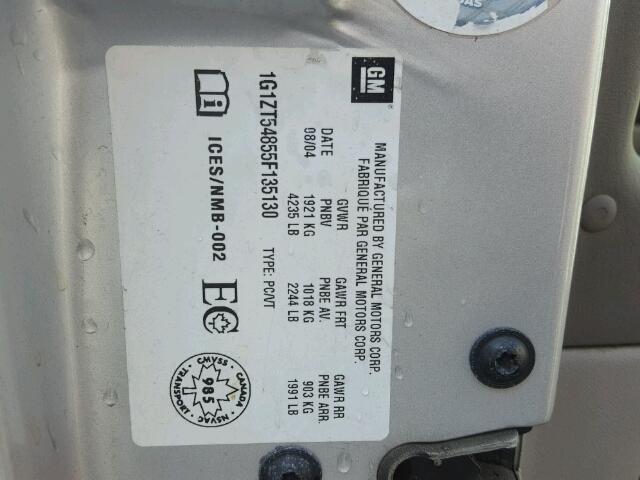 GM
MANUFACTURED BY GENERAL MOTORS CORP.
FABRIQUÉ PAR GENERAL MOTORS CORP.
DATE GVWR GAWR FRT GAWR RR
08/04 PNBV PNBE AV. PNBE ARR.
1921 KG 1018 KG 903 KG
4235 LB 2244 LB 1991 LB
1G1ZT54855F135130 TYPE: PC/VT
ICES/NMB-002 EC
CANADA CMVSS
985
TRANSPORT NSVAC